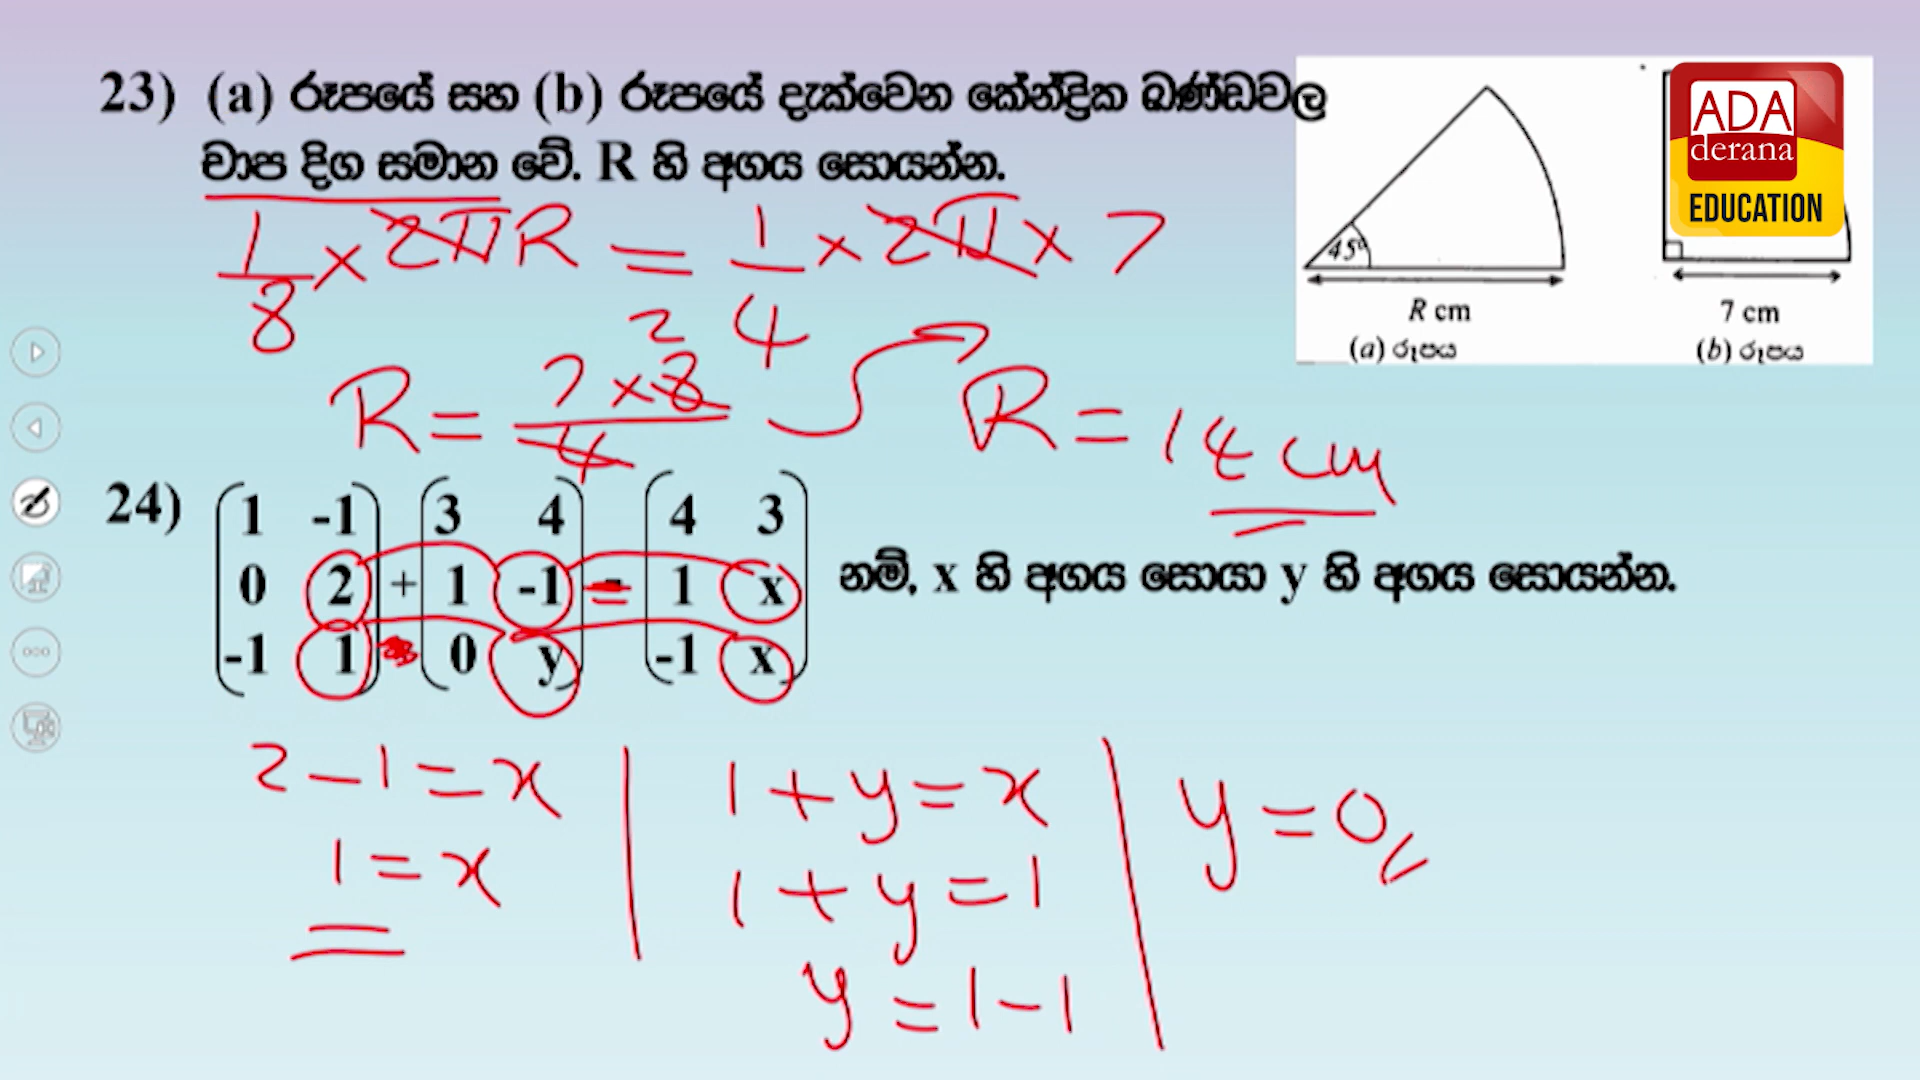 23) (a) රූපයේ සහ (b) රූපයේ දැක්වෙන කේන්ද්‍රික ඛණ්ඩවල
චාප දිග සමාන වේ. R හි අගය සොයන්න.
1/8 × 2πR = 1/4 × 2π × 7
R = 7 × 8 / 4
2
R = 14 cm
45°
R cm
(a) රූපය
7 cm
(b) රූපය
ADA
derana
EDUCATION
24) (1 -1) + (3 4) = (4 3)
0 2 1 -1 1 x
-1 1 0 y -1 x
නම්, x හි අගය සොයා y හි අගය සොයන්න.
2 - 1 = x
1 = x
1 + y = x
1 + y = 1
y = 1 - 1
y = 0